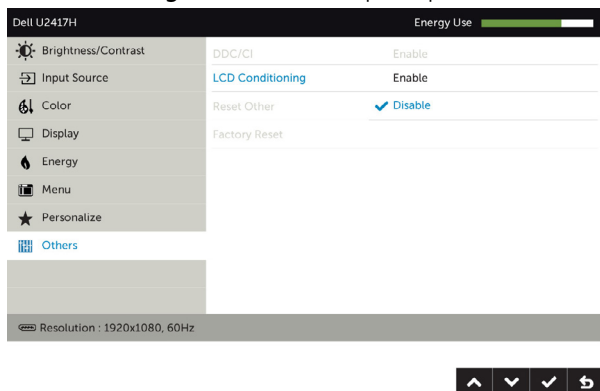 Dell U2417H
Energy Use
Brightness/Contrast
DDC/CI Enable
Input Source
LCD Conditioning Enable
Color
Reset Other Disable
Display
Factory Reset
Energy
Menu
Personalize
Others
Resolution : 1920x1080, 60Hz